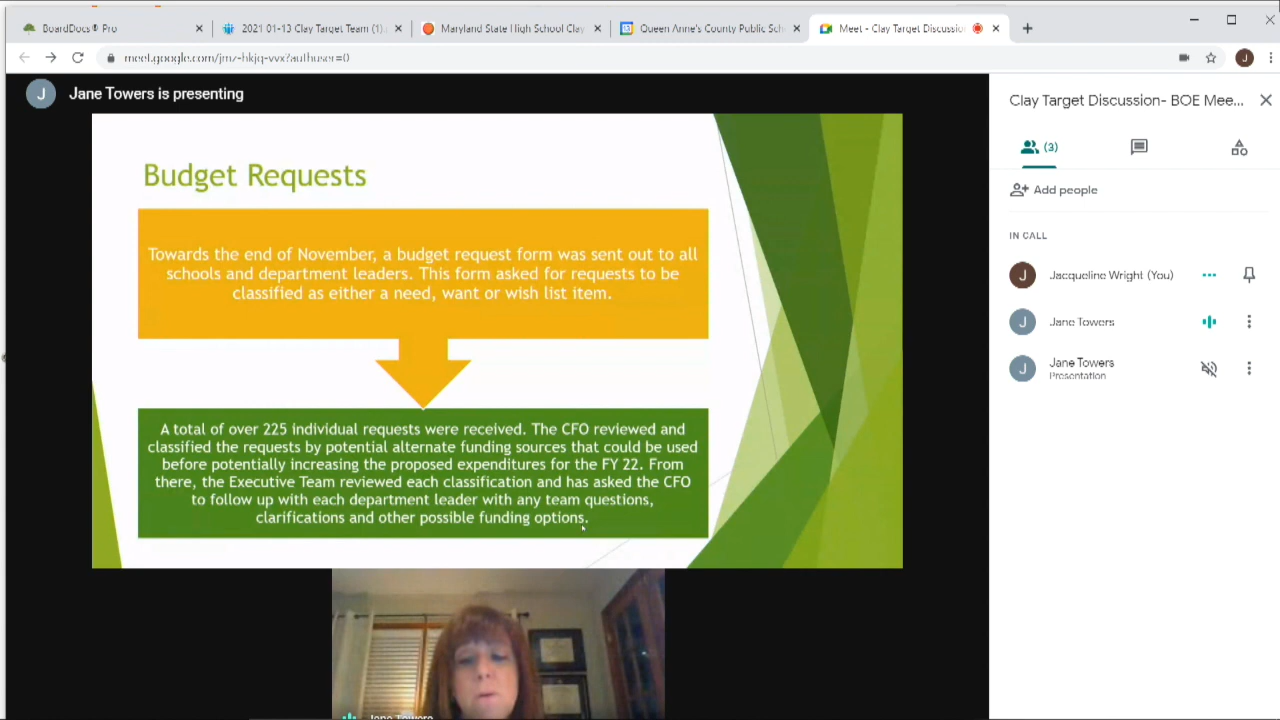 BoardDocs® Pro
2021 01-13 Clay Target Team (1).
Maryland State High School Clay
Queen Anne's County Public Sch
Meet - Clay Target Discussio
meet.google.com/jmz-hkjq-vvx?authuser=0
J
J
Jane Towers is presenting
Clay Target Discussion- BOE Mee...
(3)
Add people
IN CALL
J
Jacqueline Wright (You)
J
Jane Towers
J
Jane Towers
Presentation
Budget Requests
Towards the end of November, a budget request form was sent out to all
schools and department leaders. This form asked for requests to be
classified as either a need, want or wish list item.
A total of over 225 individual requests were received. The CFO reviewed and
classified the requests by potential alternate funding sources that could be used
before potentially increasing the proposed expenditures for the FY 22. From
there, the Executive Team reviewed each classification and has asked the CFO
to follow up with each department leader with any team questions,
clarifications and other possible funding options.
Jane Towers